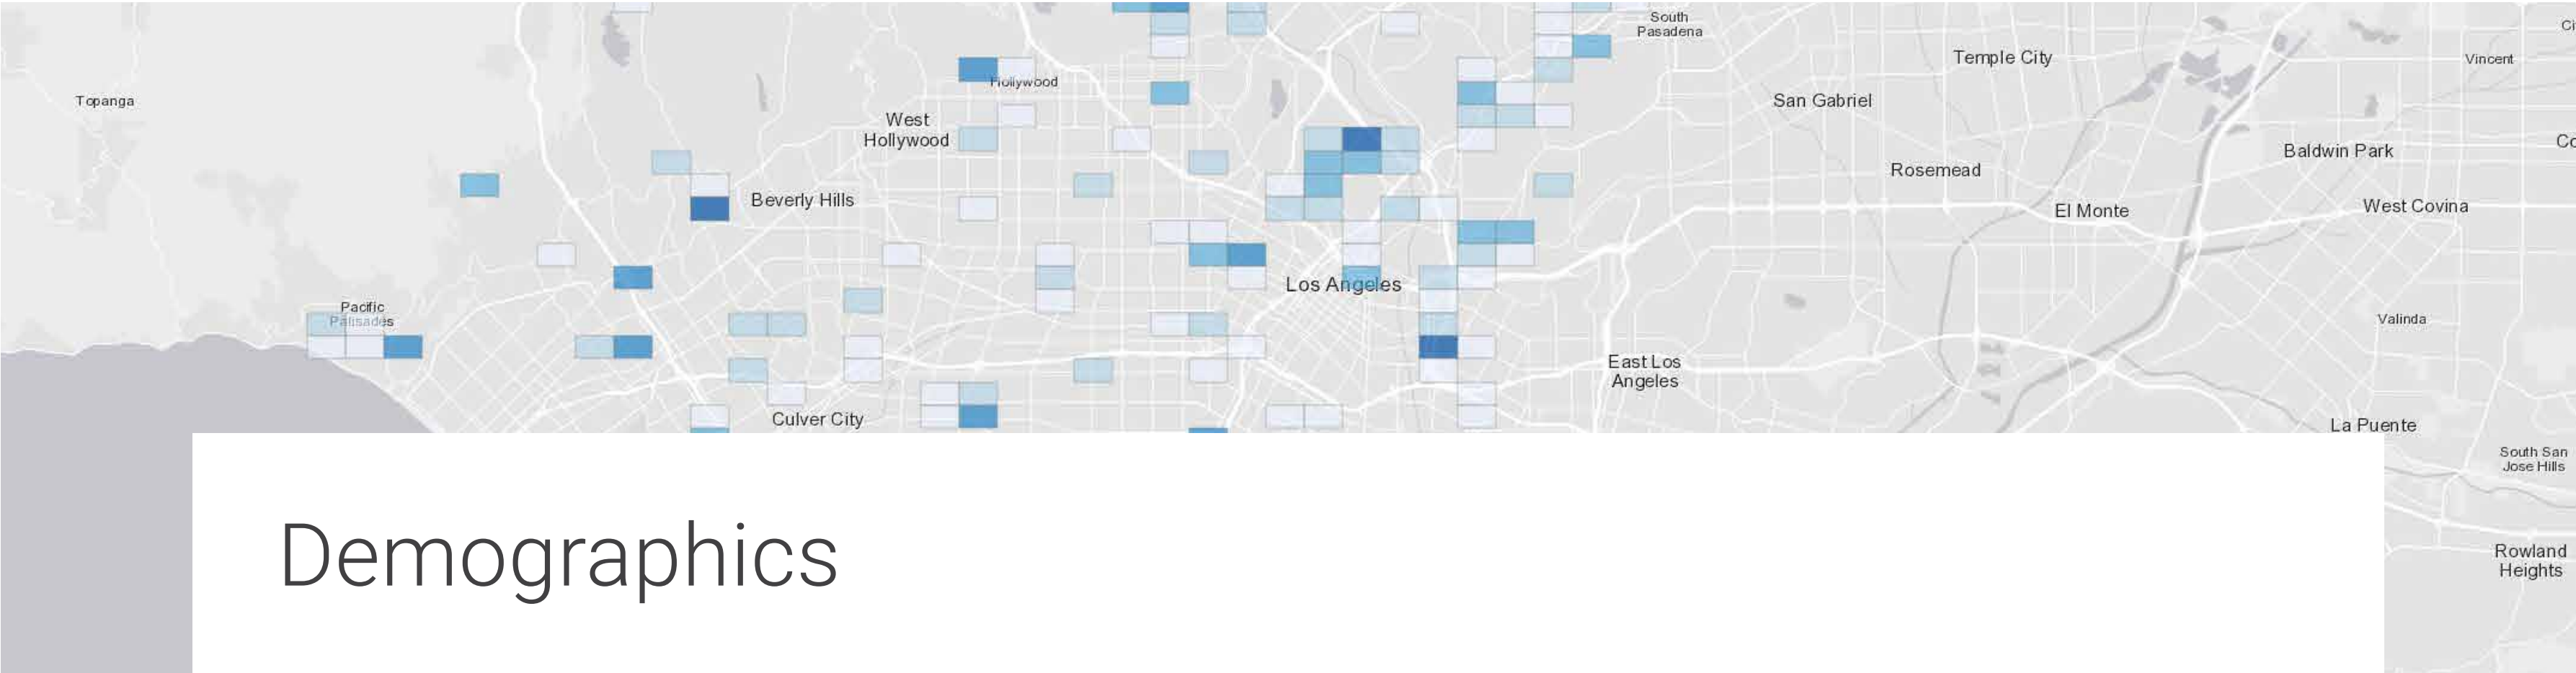 South
Pasadena
Ci
Temple City
Vincent
Hollywood
Topanga
San Gabriel
West
Hollywood
Baldwin Park
Co
Rosemead
Beverly Hills
El Monte
West Covina
Los Angeles
Pacific
Palisades
Valinda
East Los
Angeles
Culver City
La Puente
South San
Jose Hills
Demographics
Rowland
Heights